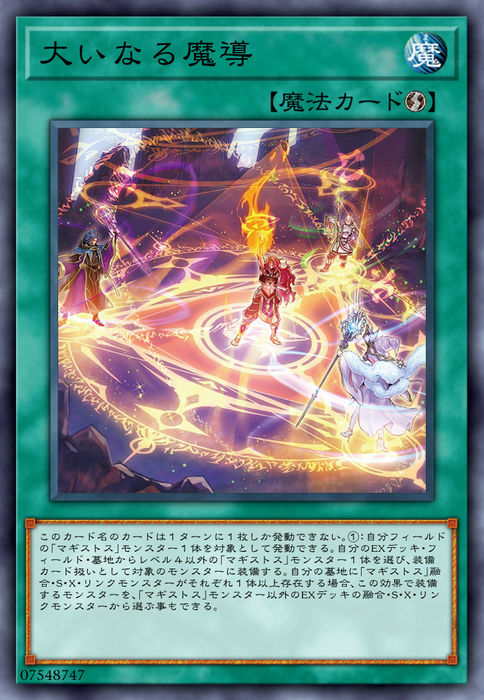 大いなる魔導
魔
【魔法カード】
このカード名のカードは１ターンに１枚しか発動できない。①：自分フィールド
の「マギストス」モンスター１体を対象として発動できる。自分のEXデッキ・フ
ィールド・墓地からレベル４以外の「マギストス」モンスター１体を選び、装備カ
ード扱いとして対象のモンスターに装備する。自分の墓地に「マギストス」融
合・S・X・リンクモンスターがそれぞれ１体以上存在する場合、この効果で装備
するモンスターを、「マギストス」モンスター以外のEXデッキの融合・S・X・リ
ンクモンスターから選ぶ事もできる。
07548747